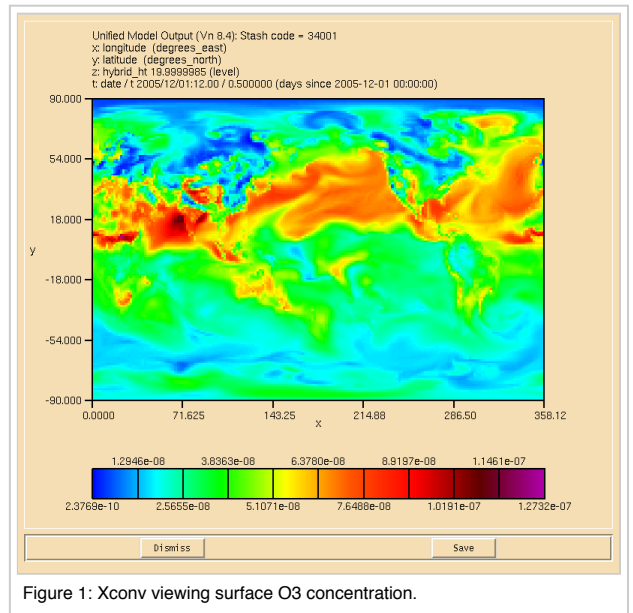 Unified Model Output (Vn 8.4): Stash code = 34001
x: longitude (degrees_east)
y: latitude (degrees_north)
z: hybrid_ht 19.9999985 (level)
t: date / t 2005/12/01:12.00 / 0.500000 (days since 2005-12-01 00:00:00)
90.000
54.000
18.000
y
-18.000
-54.000
-90.000
0.0000 71.625 143.25 214.88 286.50 358.12
x
1.2946e-08 3.8363e-08 6.3780e-08 8.9197e-08 1.1461e-07
2.3769e-10 2.5655e-08 5.1071e-08 7.6488e-08 1.0191e-07 1.2732e-07
Dismiss Save
Figure 1: Xconv viewing surface O3 concentration.